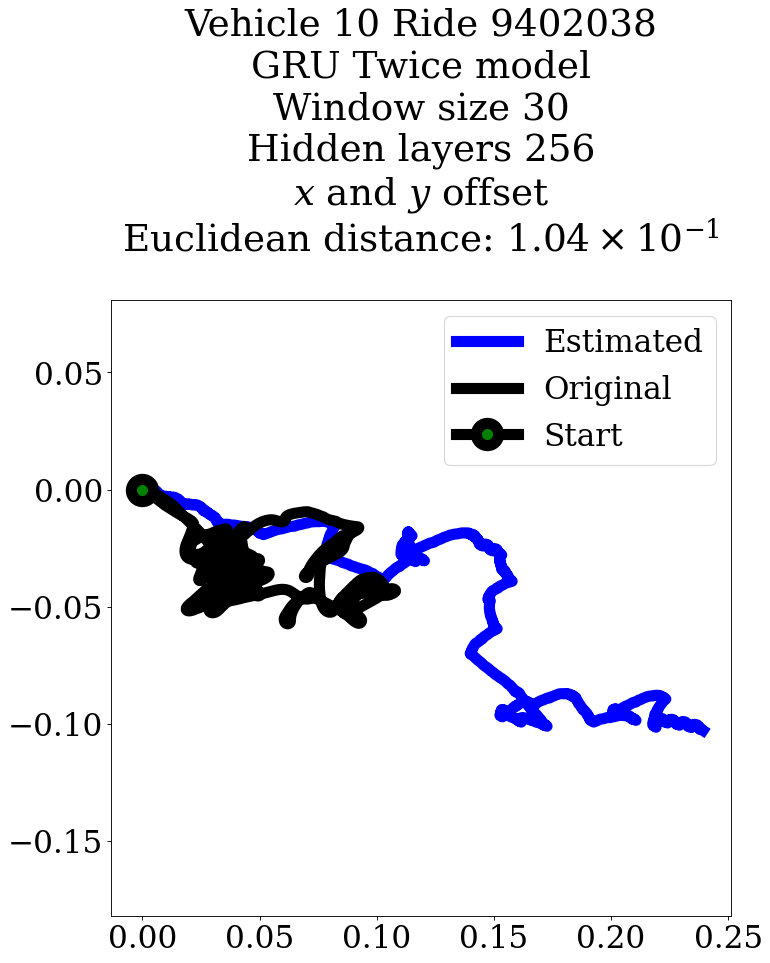 Vehicle 10 Ride 9402038
GRU Twice model
Window size 30
Hidden layers 256
x and y offset
Euclidean distance: 1.04 × 10⁻¹
Estimated
Original
Start
0.05
0.00
−0.05
−0.10
−0.15
0.00 0.05 0.10 0.15 0.20 0.25